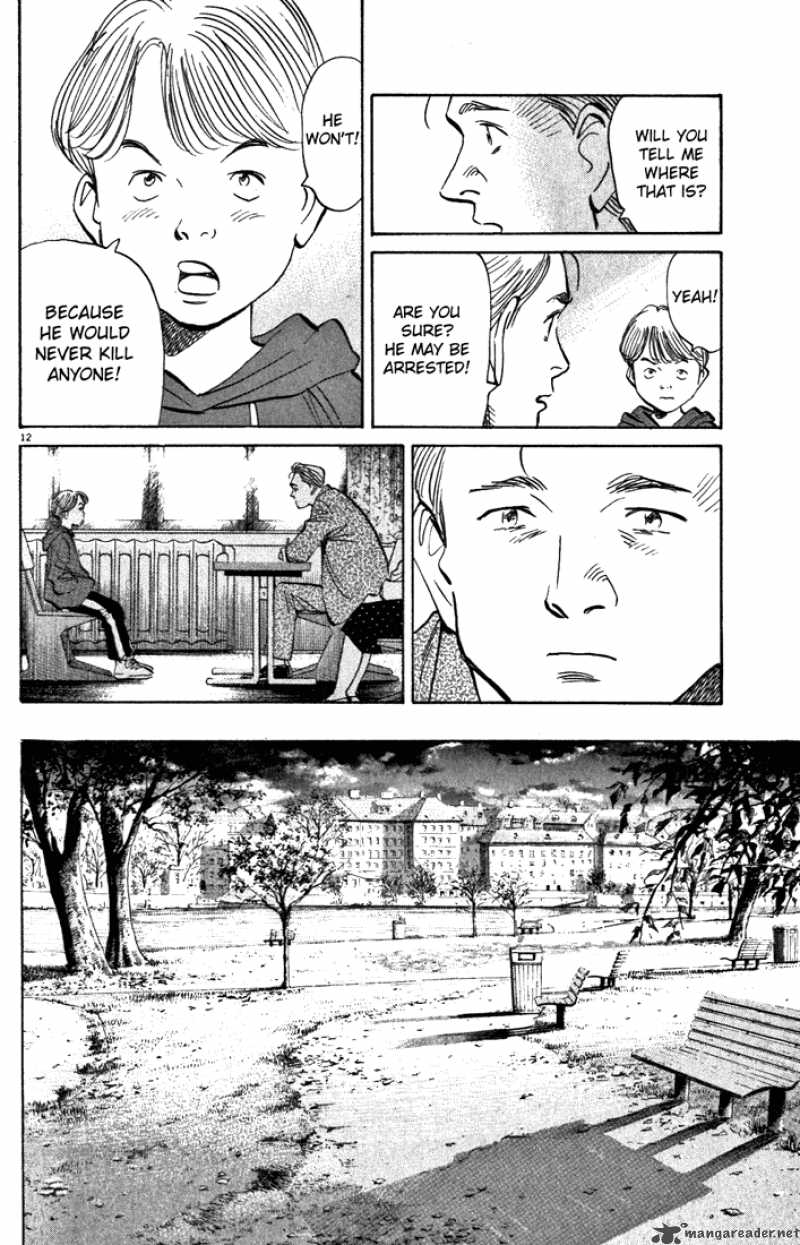 WILL YOU
TELL ME
WHERE
THAT IS?
YEAH!
ARE YOU
SURE?
HE MAY BE
ARRESTED!
HE
WON'T!
BECAUSE
HE WOULD
NEVER KILL
ANYONE!
12
mangareader.net